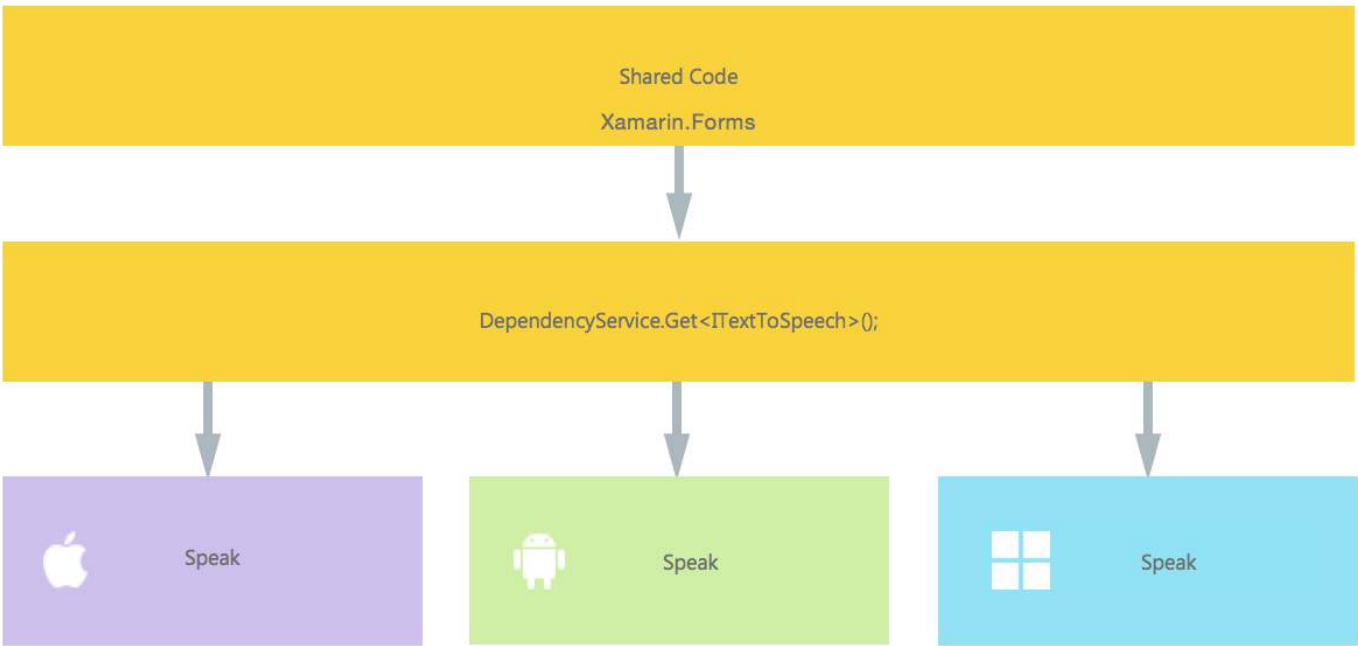 Shared Code
Xamarin.Forms
DependencyService.Get<ITextToSpeech>();
Speak
Speak
Speak